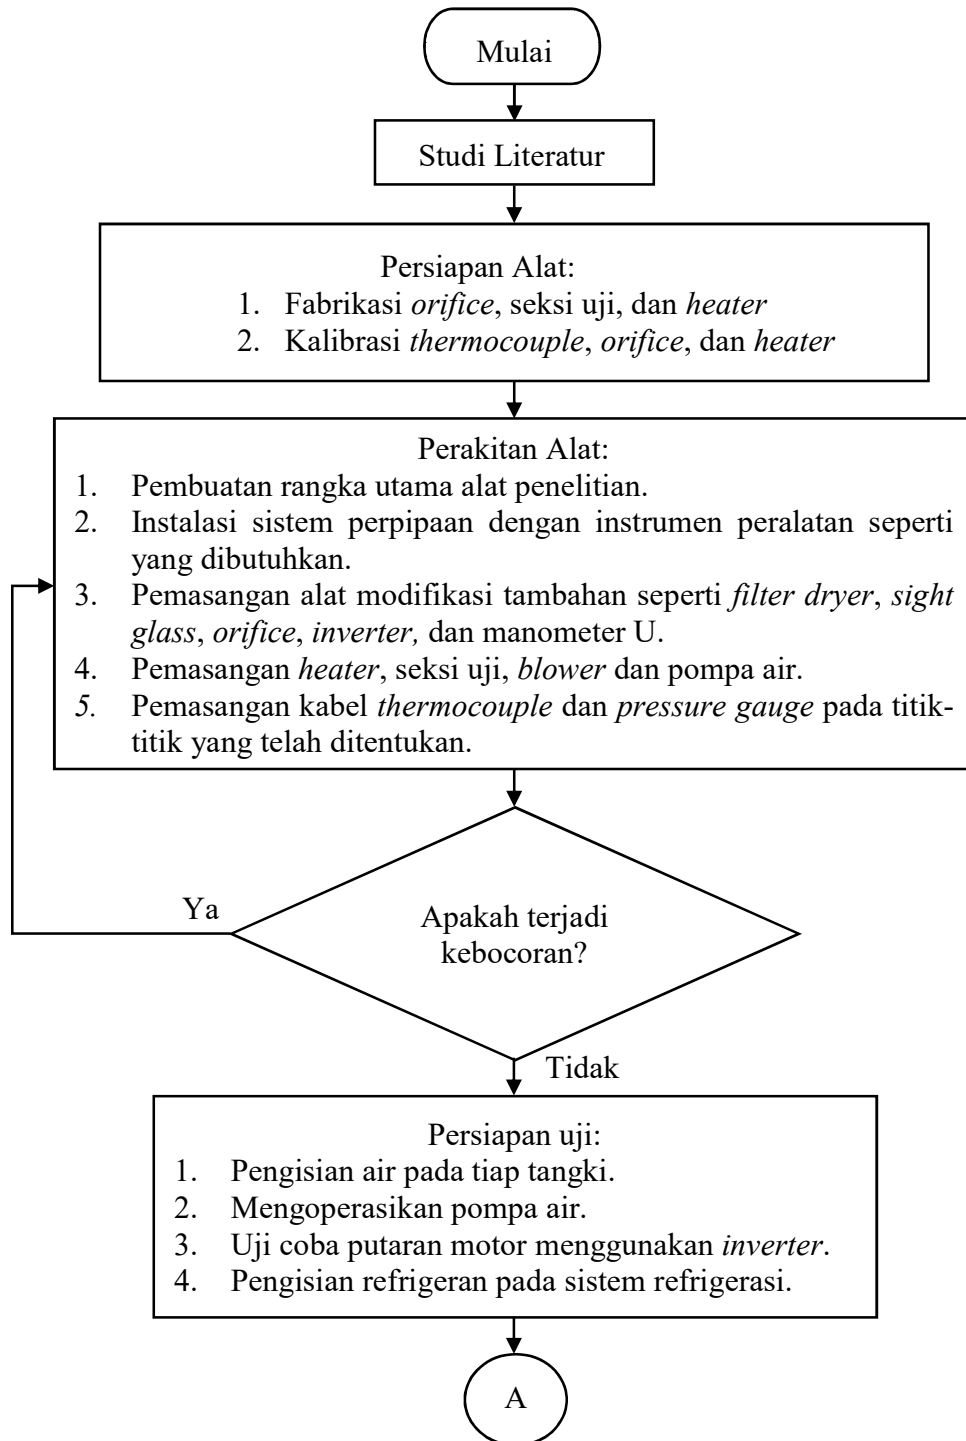 Mulai
Studi Literatur
Persiapan Alat:
1. Fabrikasi orifice, seksi uji, dan heater
2. Kalibrasi thermocouple, orifice, dan heater
Perakitan Alat:
1. Pembuatan rangka utama alat penelitian.
2. Instalasi sistem perpipaan dengan instrumen peralatan seperti
yang dibutuhkan.
3. Pemasangan alat modifikasi tambahan seperti filter dryer, sight
glass, orifice, inverter, dan manometer U.
4. Pemasangan heater, seksi uji, blower dan pompa air.
5. Pemasangan kabel thermocouple dan pressure gauge pada titik-
titik yang telah ditentukan.
Ya
Apakah terjadi
kebocoran?
Tidak
Persiapan uji:
1. Pengisian air pada tiap tangki.
2. Mengoperasikan pompa air.
3. Uji coba putaran motor menggunakan inverter.
4. Pengisian refrigeran pada sistem refrigerasi.
A